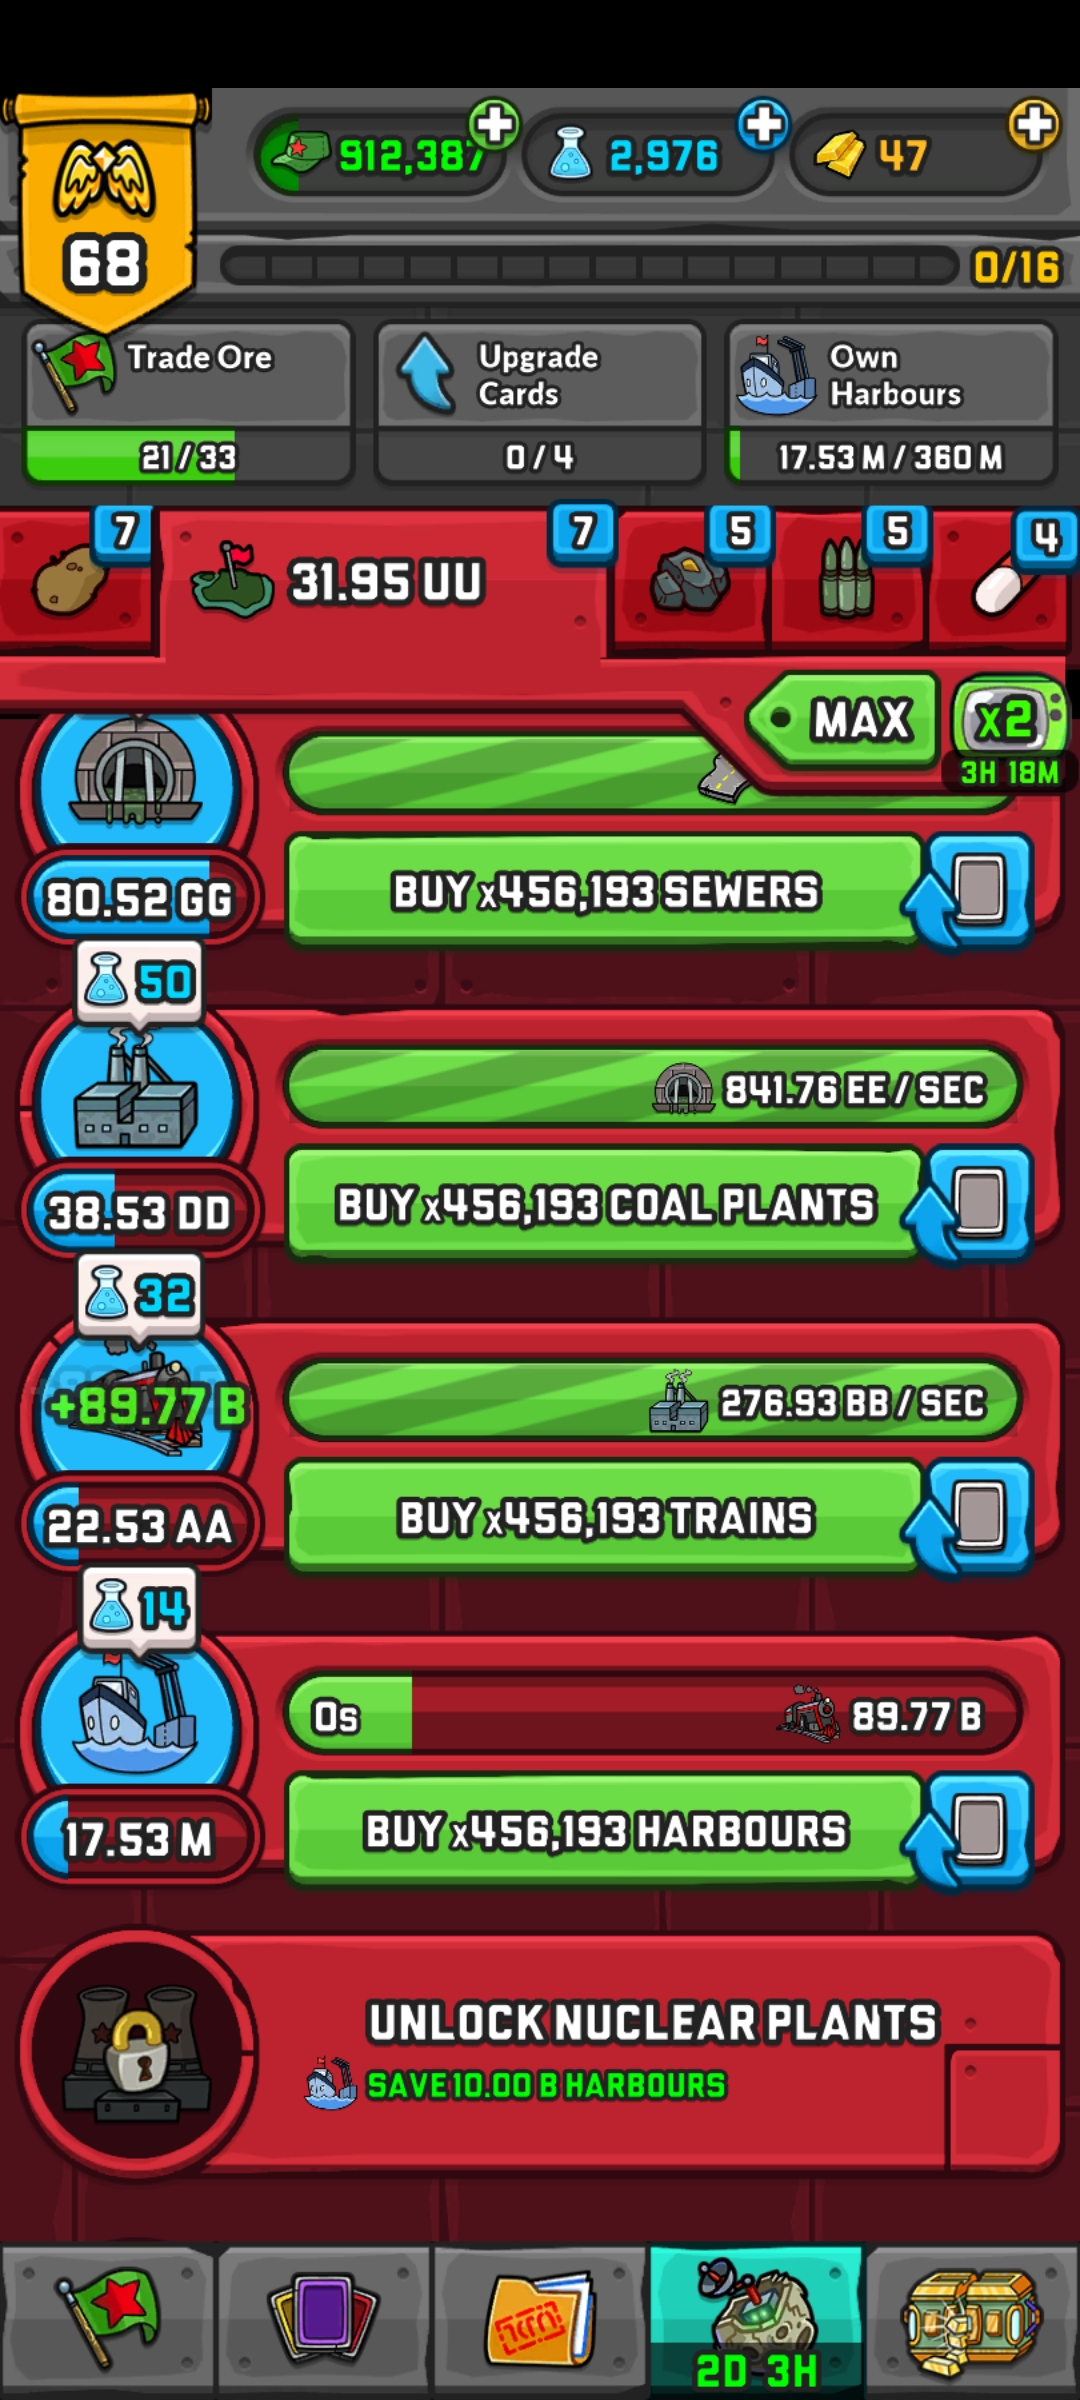 912,387
2,976
47
68
0/16
Trade Ore
21/33
Upgrade
Cards
0/4
Own
Harbours
17.53 M/360 M
7
31.95 UU
7
5
5
4
MAX
x2
3H 18M
80.52 GG
BUY x456,193 SEWERS
50
841.76 EE/SEC
38.53 DD
BUY x456,193 COAL PLANTS
32
+89.77 B
276.93 BB/SEC
22.53 AA
BUY x456,193 TRAINS
14
0s
89.77 B
17.53 M
BUY x456,193 HARBOURS
UNLOCK NUCLEAR PLANTS
SAVE 10.00 B HARBOURS
2D 3H